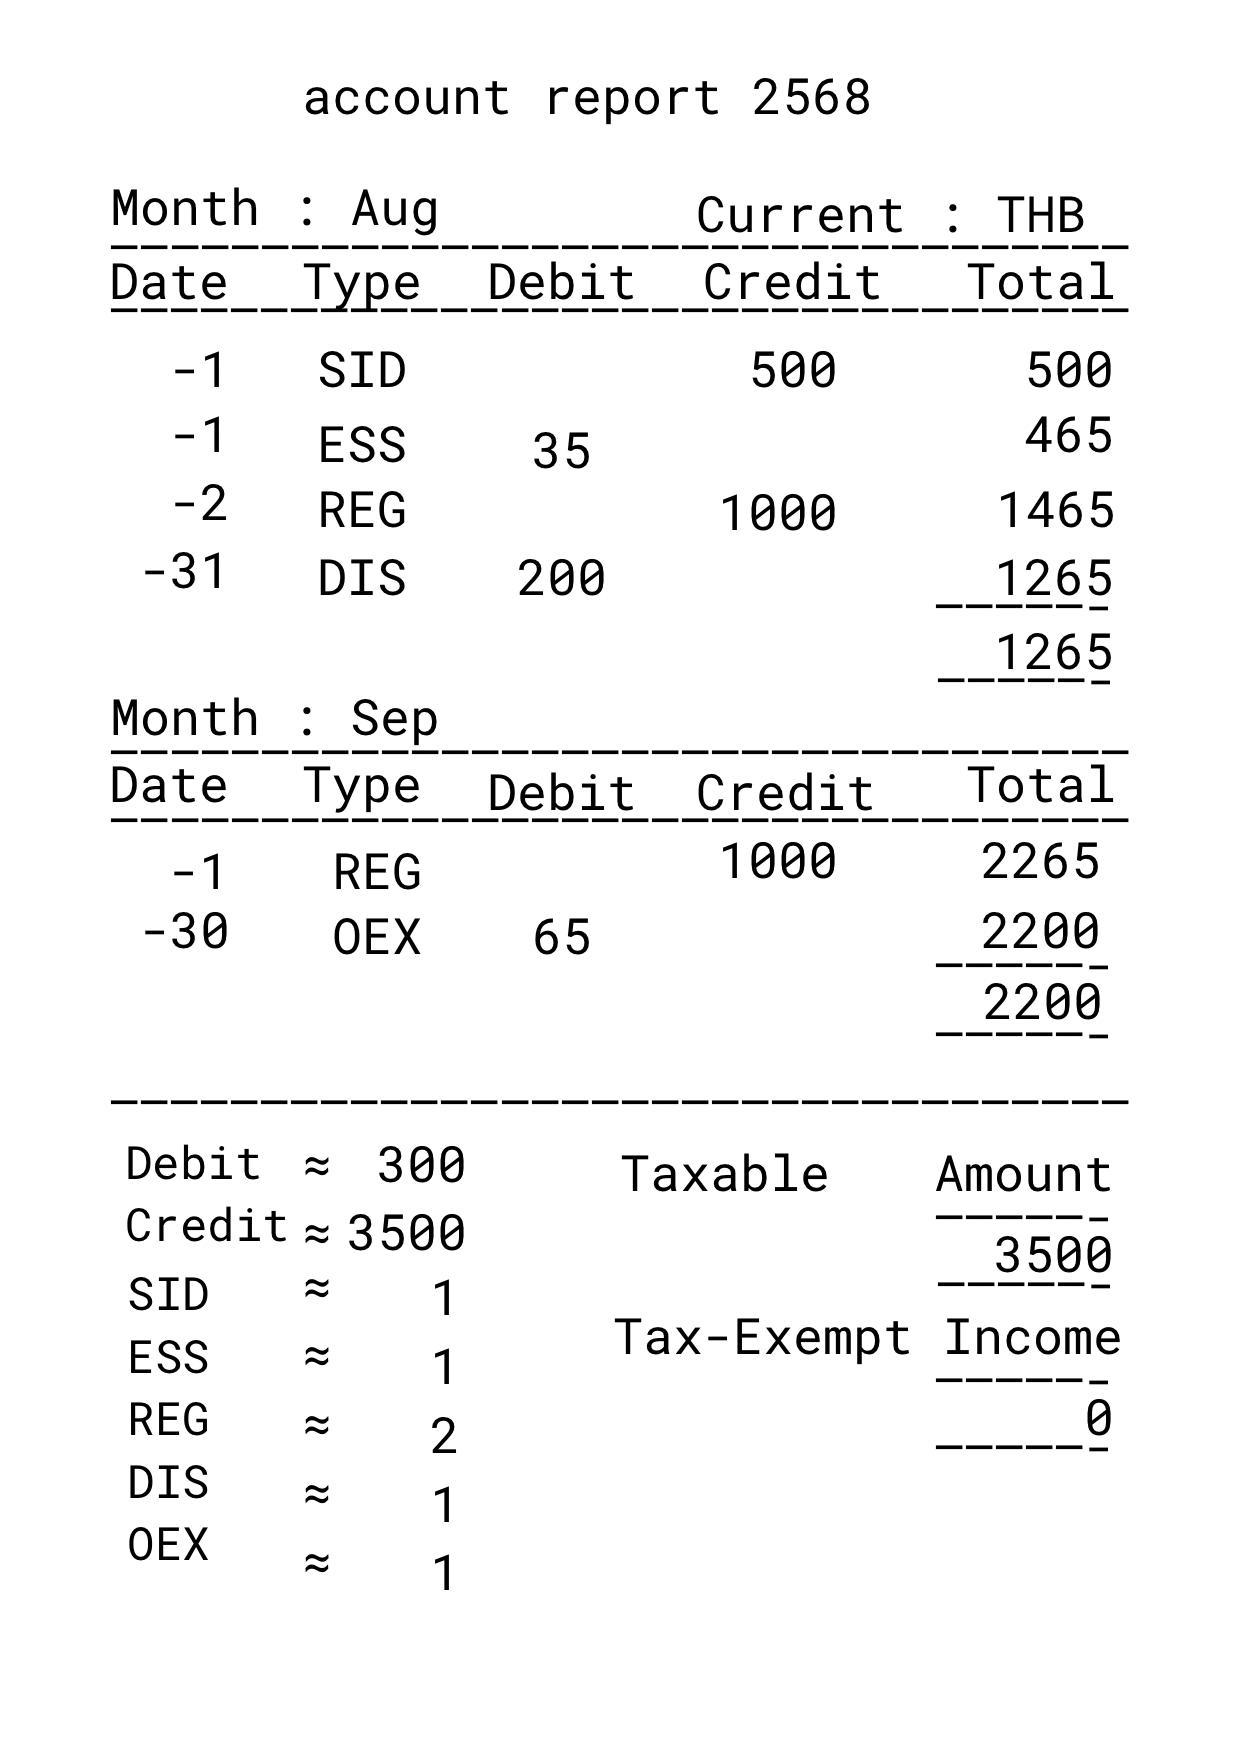 account report 2568
Month : Aug Current : THB
Date Type Debit Credit Total
-1 SID 500 500
-1 ESS 35 465
-2 REG 1000 1465
-31 DIS 200 1265
1265
Month : Sep
Date Type Debit Credit Total
-1 REG 1000 2265
-30 OEX 65 2200
2200
Debit ≈ 300 Taxable Amount
Credit ≈ 3500 3500
SID ≈ 1
ESS ≈ 1 Tax-Exempt Income
REG ≈ 2 0
DIS ≈ 1
OEX ≈ 1